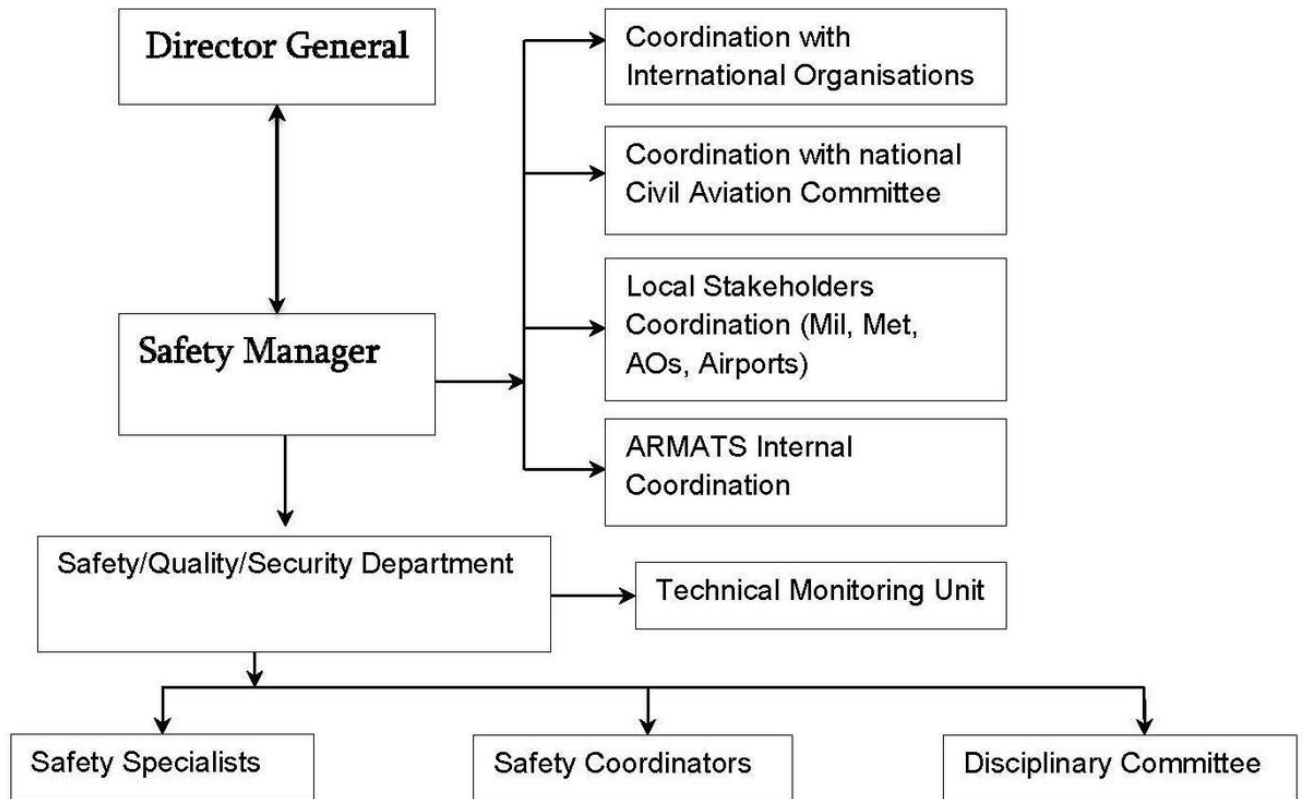 Director General
Coordination with
International Organisations
Coordination with national
Civil Aviation Committee
Local Stakeholders
Coordination (Mil, Met,
AOs, Airports)
Safety Manager
ARMATS Internal
Coordination
Safety/Quality/Security Department
Technical Monitoring Unit
Safety Specialists
Safety Coordinators
Disciplinary Committee